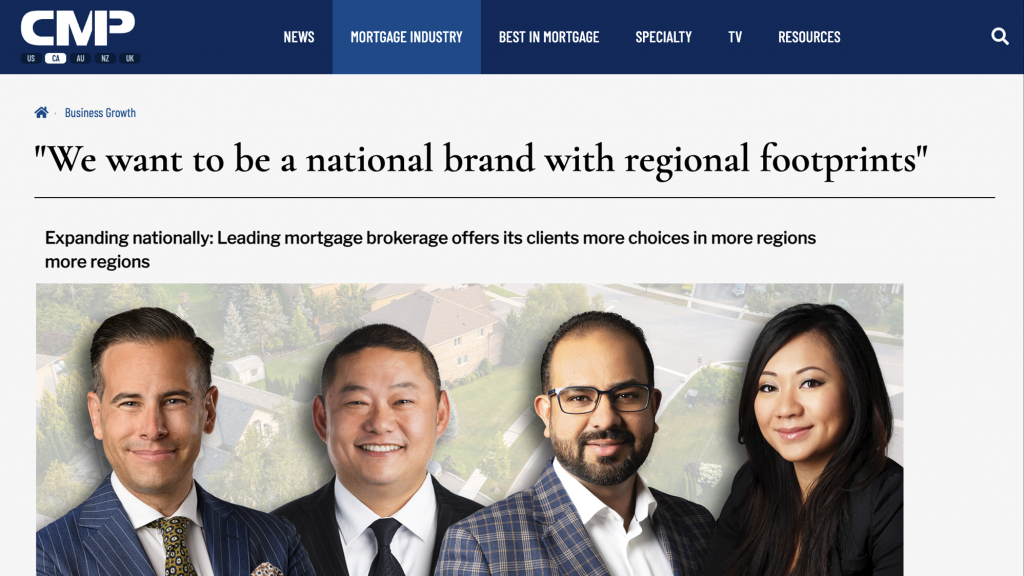 CMP
US CA AU NZ UK
NEWS MORTGAGE INDUSTRY BEST IN MORTGAGE SPECIALTY TV RESOURCES
· Business Growth
"We want to be a national brand with regional footprints"
Expanding nationally: Leading mortgage brokerage offers its clients more choices in more regions
more regions